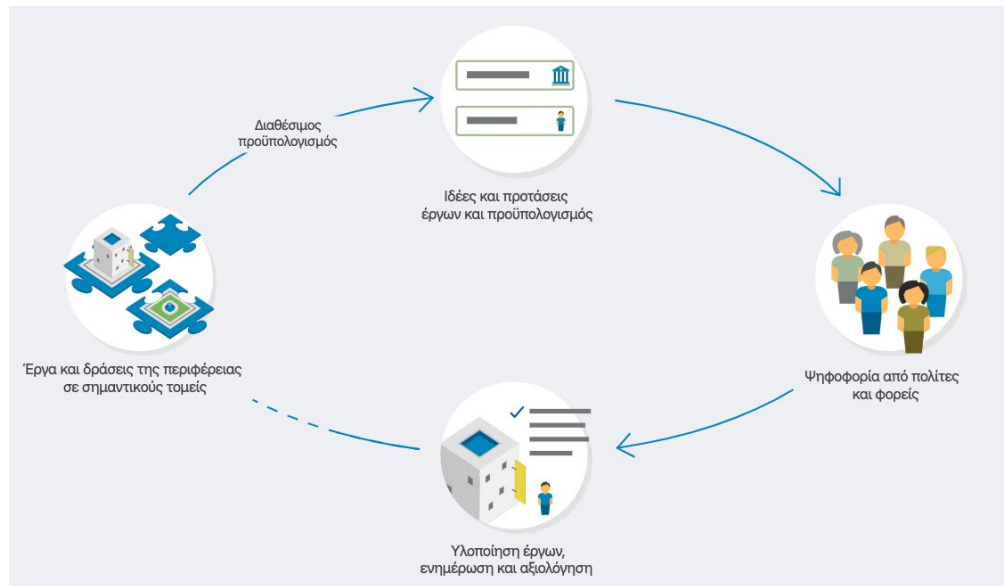 Διαθέσιμος
προϋπολογισμός
Ιδέες και προτάσεις
έργων και προϋπολογισμός
Έργα και δράσεις της περιφέρειας
σε σημαντικούς τομείς
Ψηφοφορία από πολίτες
και φορείς
Υλοποίηση έργων,
ενημέρωση και αξιολόγηση